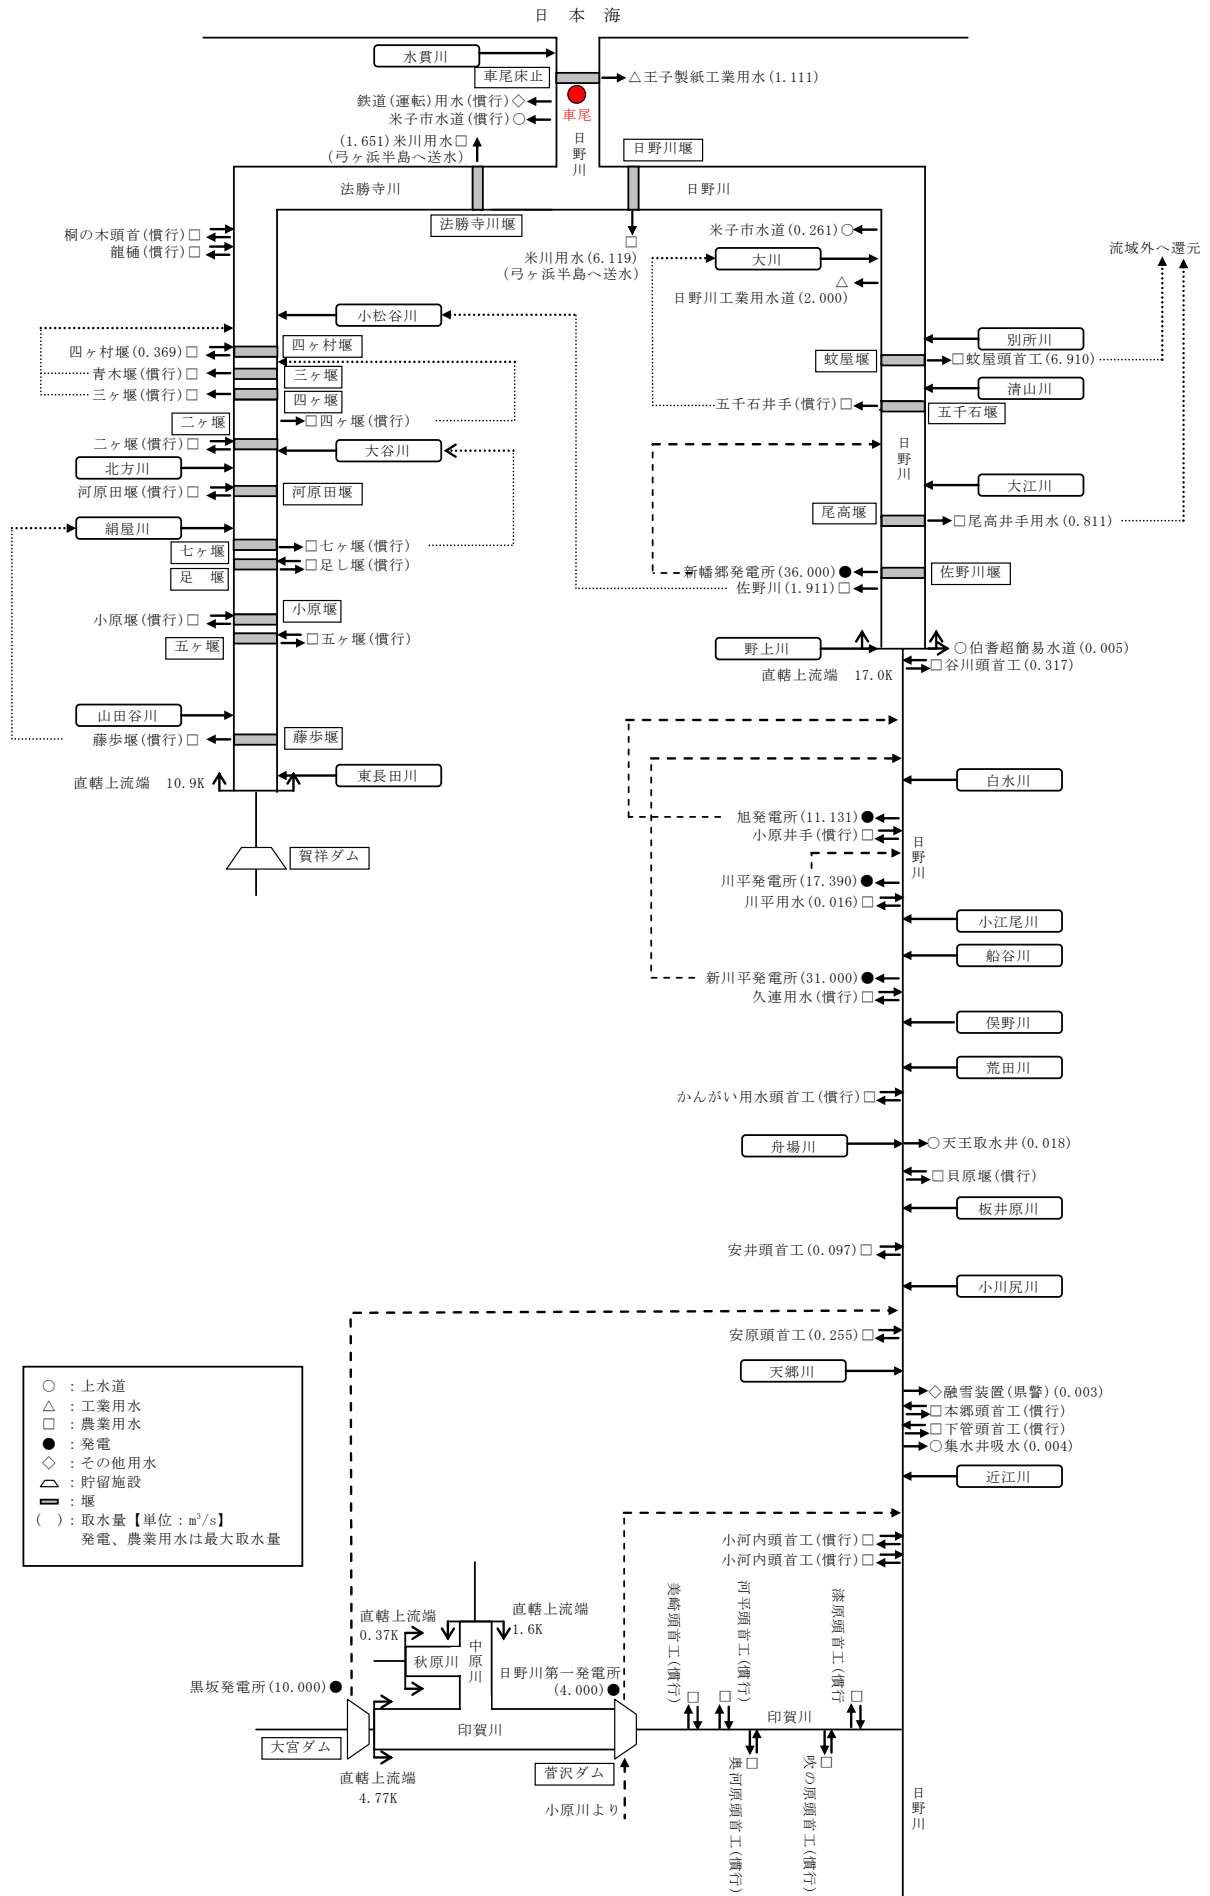 日 本 海
水貫川
車尾床止
△王子製紙工業用水(1.111)
鉄道(運転)用水(慣行)◇
米子市水道(慣行)○
車尾
日野川
(1.651)米川用水□
(弓ヶ浜半島へ送水)
日野川堰
法勝寺川
日野川
法勝寺川堰
□
米川用水(6.119)
(弓ヶ浜半島へ送水)
桐の木頭首(慣行)□
龍樋(慣行)□
米子市水道(0.261)○
大川
△
日野川工業用水道(2.000)
流域外へ還元
小松谷川
別所川
四ヶ村堰(0.369)□
四ヶ村堰
青木堰(慣行)□
三ヶ堰
三ヶ堰(慣行)□
四ヶ堰
二ヶ堰
□四ヶ堰(慣行)
二ヶ堰(慣行)□
大谷川
北方川
河原田堰(慣行)□
河原田堰
絹屋川
七ヶ堰
□七ヶ堰(慣行)
足 堰
□足し堰(慣行)
小原堰(慣行)□
小原堰
五ヶ堰
□五ヶ堰(慣行)
山田谷川
藤歩堰(慣行)□
藤歩堰
直轄上流端 10.9K
東長田川
賀祥ダム
蚊屋堰
□蚊屋頭首工(6.910)
清山川
五千石井手(慣行)□
五千石堰
日野川
大江川
尾高堰
□尾高井手用水(0.811)
新幡郷発電所(36.000)●
佐野川堰
佐野川(1.911)□
野上川
○伯耆超簡易水道(0.005)
□谷川頭首工(0.317)
直轄上流端 17.0K
白水川
旭発電所(11.131)●
小原井手(慣行)□
日野川
川平発電所(17.390)●
川平用水(0.016)□
小江尾川
船谷川
新川平発電所(31.000)●
久連用水(慣行)□
俣野川
荒田川
かんがい用水頭首工(慣行)□
舟場川
○天王取水井(0.018)
□貝原堰(慣行)
板井原川
安井頭首工(0.097)□
小川尻川
安原頭首工(0.255)□
天郷川
◇融雪装置(県警)(0.003)
□本郷頭首工(慣行)
□下管頭首工(慣行)
○集水井吸水(0.004)
近江川
小河内頭首工(慣行)□
小河内頭首工(慣行)□
○ ：上水道
△ ：工業用水
□ ：農業用水
● ：発電
◇ ：その他用水
：貯留施設
：堰
( )：取水量【単位：m³/s】
発電、農業用水は最大取水量
直轄上流端
0.37K
直轄上流端
1.6K
中原川
秋原川
黒坂発電所(10.000)●
日野川第一発電所
(4.000)●
大宮ダム
印賀川
直轄上流端
4.77K
菅沢ダム
小原川より
美崎頭首工(慣行)□
河平頭首工(慣行)□
漆原頭首工(慣行□
印賀川
□奥河原頭首工(慣行)
□吹の原頭首工(慣行)
日野川